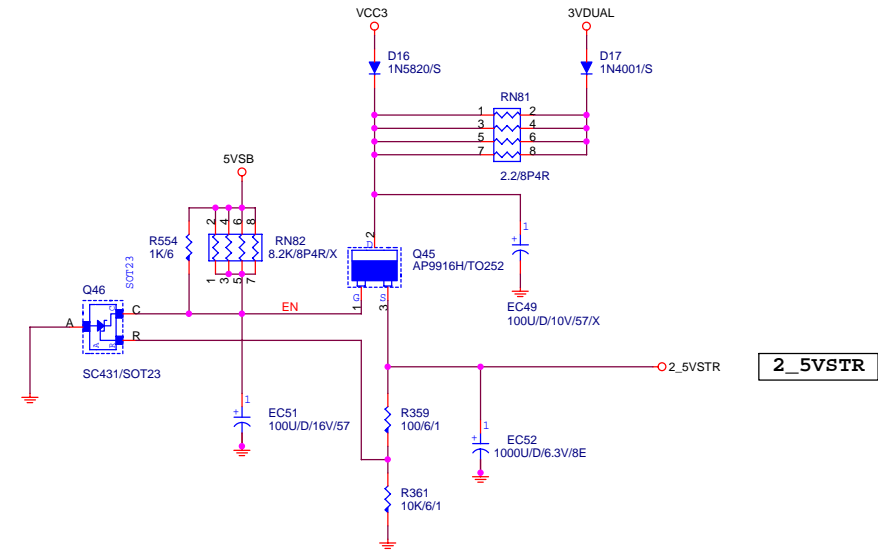 VCC3
3VDUAL
D16
1N5820/S
D17
1N4001/S
RN81
1
2
3
4
5
6
7
8
2.2/8P4R
5VSB
2
4
6
8
R554
1K/6
RN82
8.2K/8P4R/X
1
3
5
7
SOT23
2
D
Q45
AP9916H/TO252
G
S
1
3
1
+
EC49
100U/D/10V/57/X
Q46
C
A
R
EN
SC431/SOT23
2_5VSTR
2_5VSTR
1
+
EC51
100U/D/16V/57
R359
100/6/1
1
+
EC52
1000U/D/6.3V/8E
R361
10K/6/1